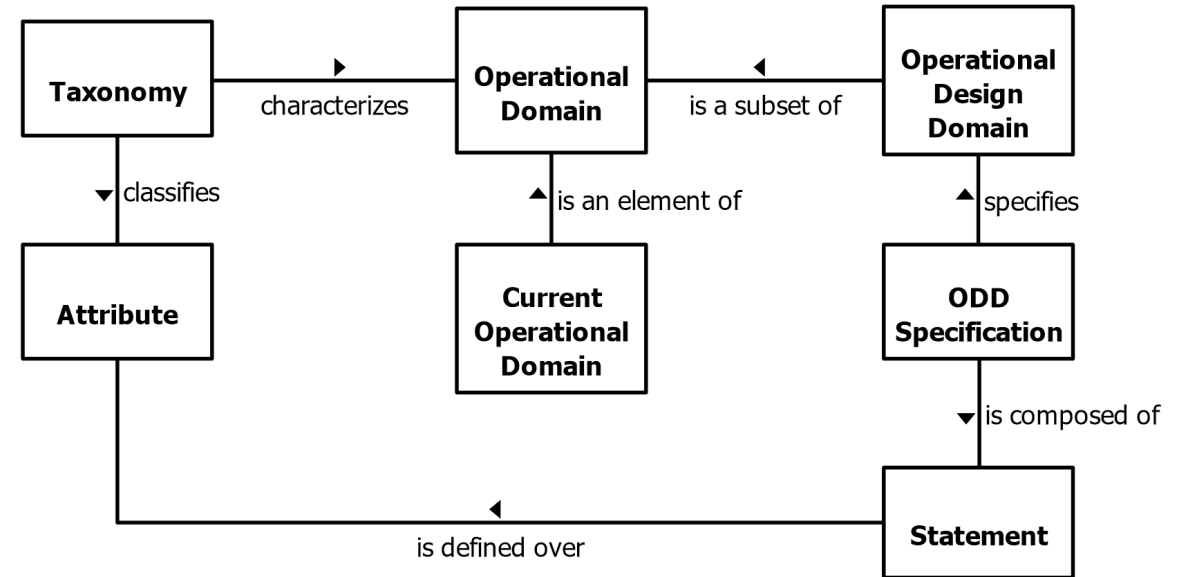 Taxonomy
characterizes
Operational
Domain
is a subset of
Operational
Design
Domain
classifies
is an element of
specifies
Attribute
Current
Operational
Domain
ODD
Specification
is composed of
is defined over
Statement